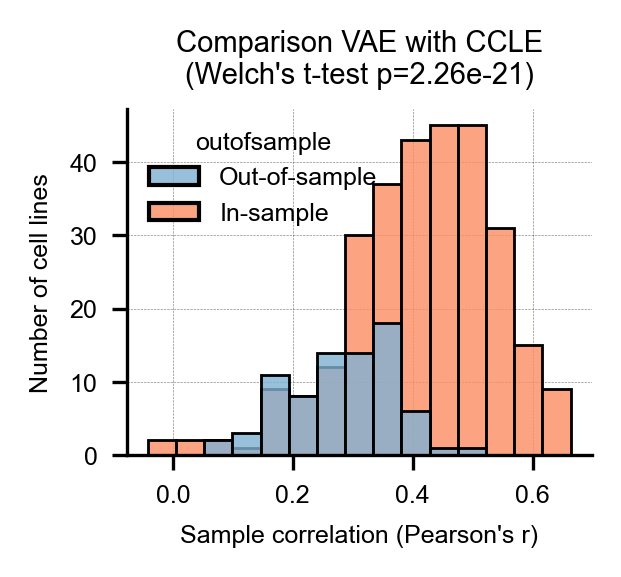 Comparison VAE with CCLE
(Welch's t-test p=2.26e-21)
outofsample
Out-of-sample
In-sample
Number of cell lines
40
30
20
10
0
0.0 0.2 0.4 0.6
Sample correlation (Pearson's r)